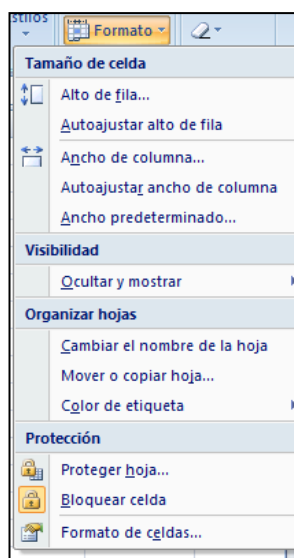 Formato
Tamaño de celda
Alto de fila...
Autoajustar alto de fila
Ancho de columna...
Autoajustar ancho de columna
Ancho predeterminado...
Visibilidad
Ocultar y mostrar
Organizar hojas
Cambiar el nombre de la hoja
Mover o copiar hoja...
Color de etiqueta
Protección
Proteger hoja...
Bloquear celda
Formato de celdas...